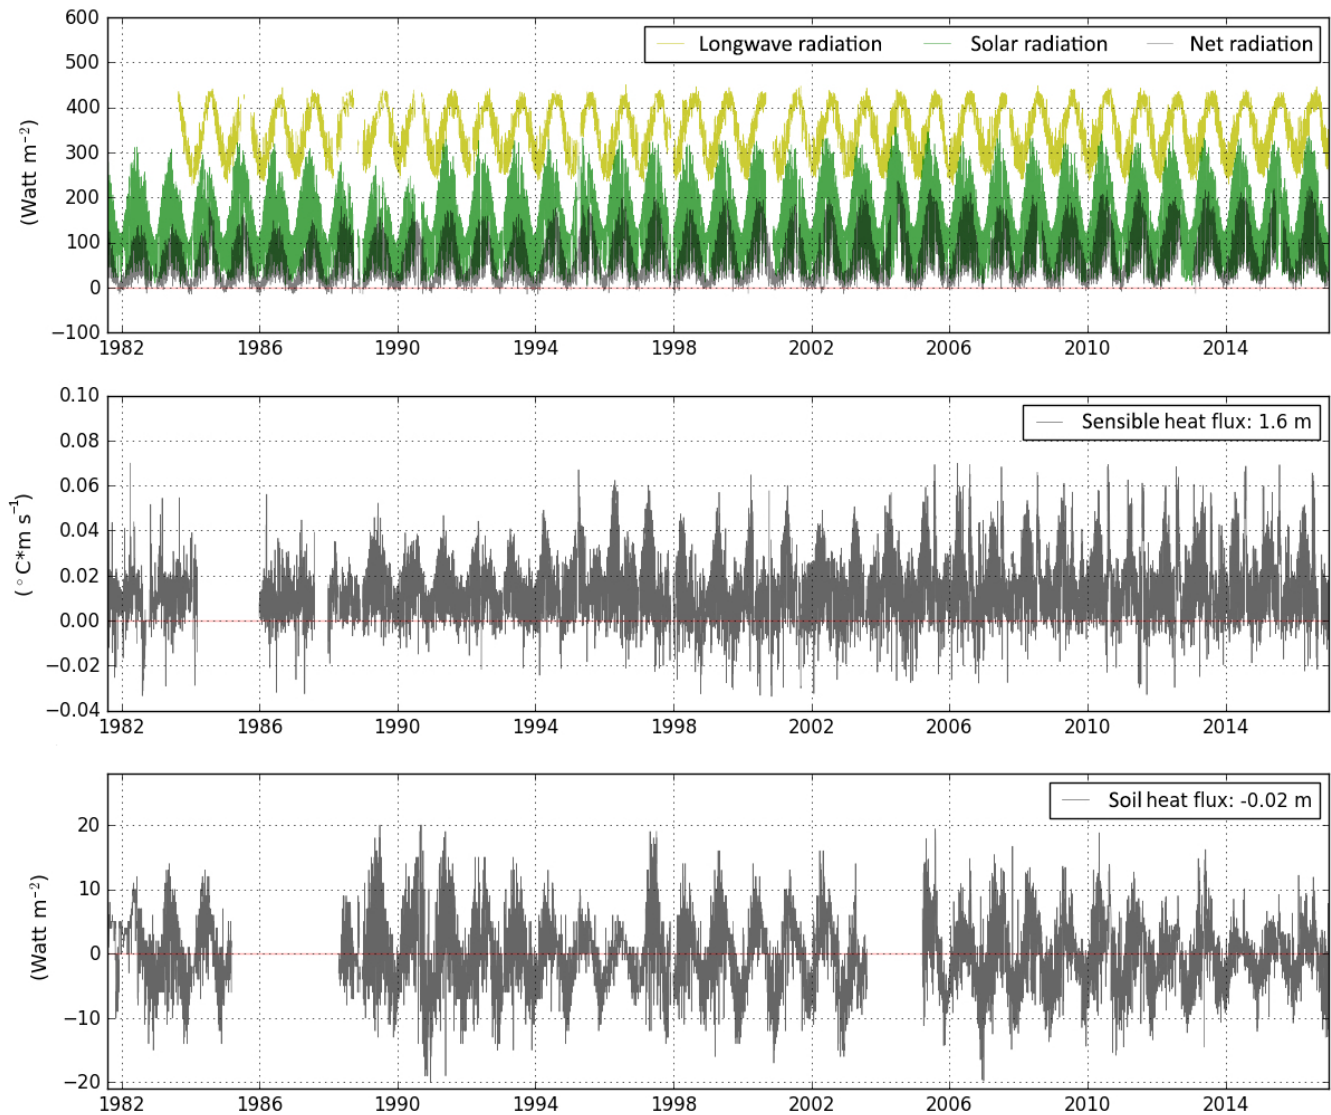 600
500
400
300
200
100
0
−100
(Watt m⁻²)
Longwave radiation Solar radiation Net radiation
1982 1986 1990 1994 1998 2002 2006 2010 2014
0.10
0.08
0.06
0.04
0.02
0.00
−0.02
−0.04
(°C*m s⁻¹)
Sensible heat flux: 1.6 m
1982 1986 1990 1994 1998 2002 2006 2010 2014
20
10
0
−10
−20
(Watt m⁻²)
Soil heat flux: -0.02 m
1982 1986 1990 1994 1998 2002 2006 2010 2014